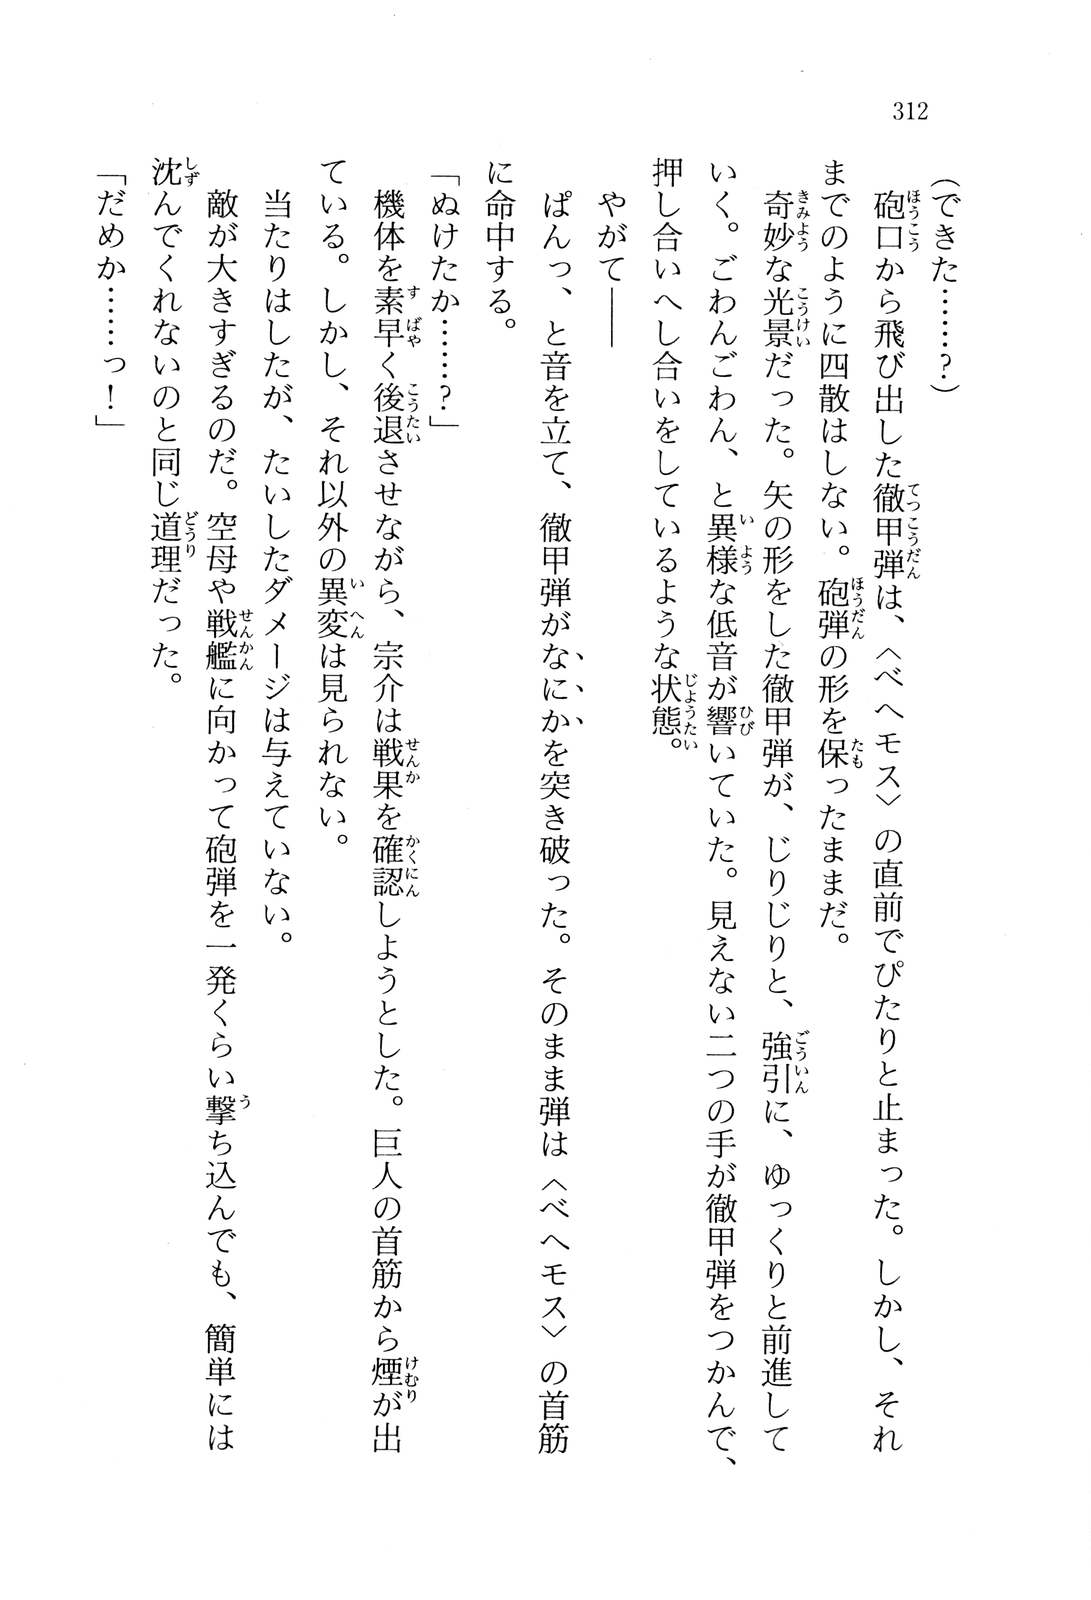 312
(できた……?)
砲口から飛び出した徹甲弾は、〈ベヘモス〉の直前でぴたりと止まった。しかし、それ
までのように四散はしない。砲弾の形を保ったままだ。
奇妙な光景だった。矢の形をした徹甲弾が、じりじりと、強引に、ゆっくりと前進して
いく。ごわんごわん、と異様な低音が響いていた。見えない二つの手が徹甲弾をつかんで、
押し合いへし合いをしているような状態。
やがて――
ぱんっ、と音を立て、徹甲弾がなにかを突き破った。そのまま弾は〈ベヘモス〉の首筋
に命中する。
「ぬけたか……?」
機体を素早く後退させながら、宗介は戦果を確認しようとした。巨人の首筋から煙が出
ている。しかし、それ以外の異変は見られない。
当たりはしたが、たいしたダメージは与えていない。
敵が大きすぎるのだ。空母や戦艦に向かって砲弾を一発くらい撃ち込んでも、簡単には
沈んでくれないのと同じ道理だった。
「だめか……っ!」